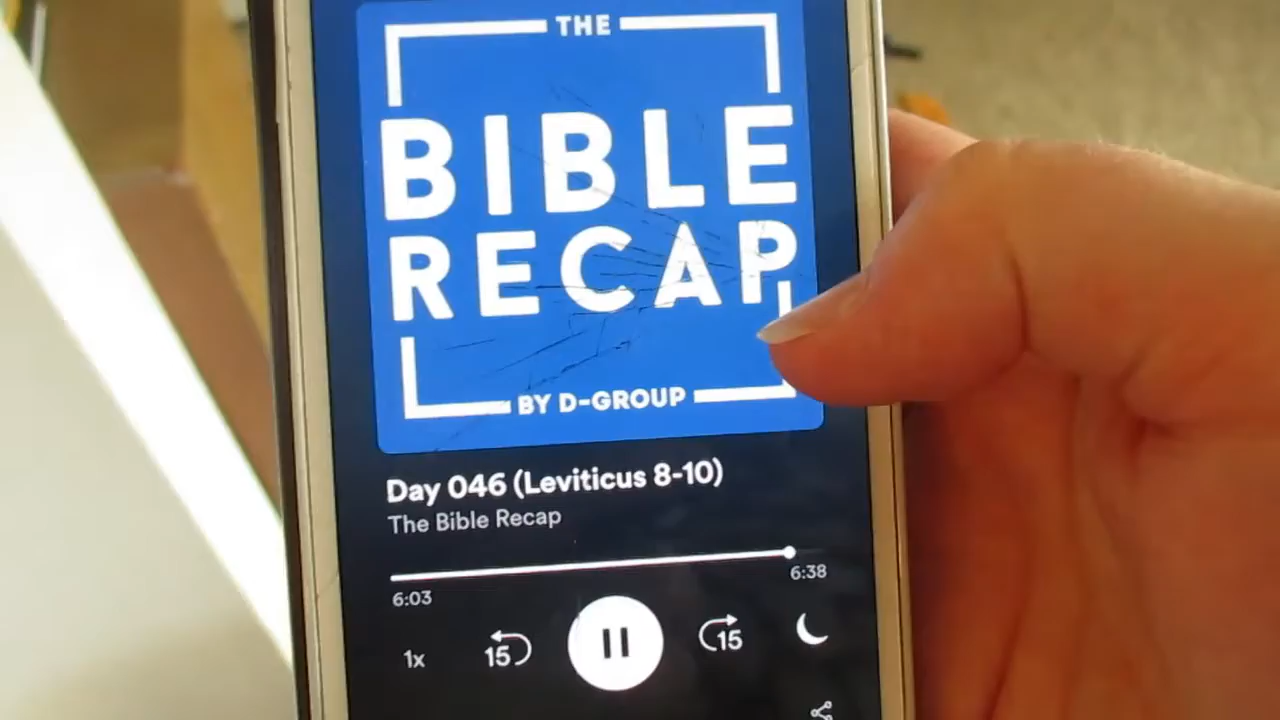 THE
BIBLE
RECAP
BY D-GROUP
Day 046 (Leviticus 8-10)
The Bible Recap
6:03 6:38
1x 15 15